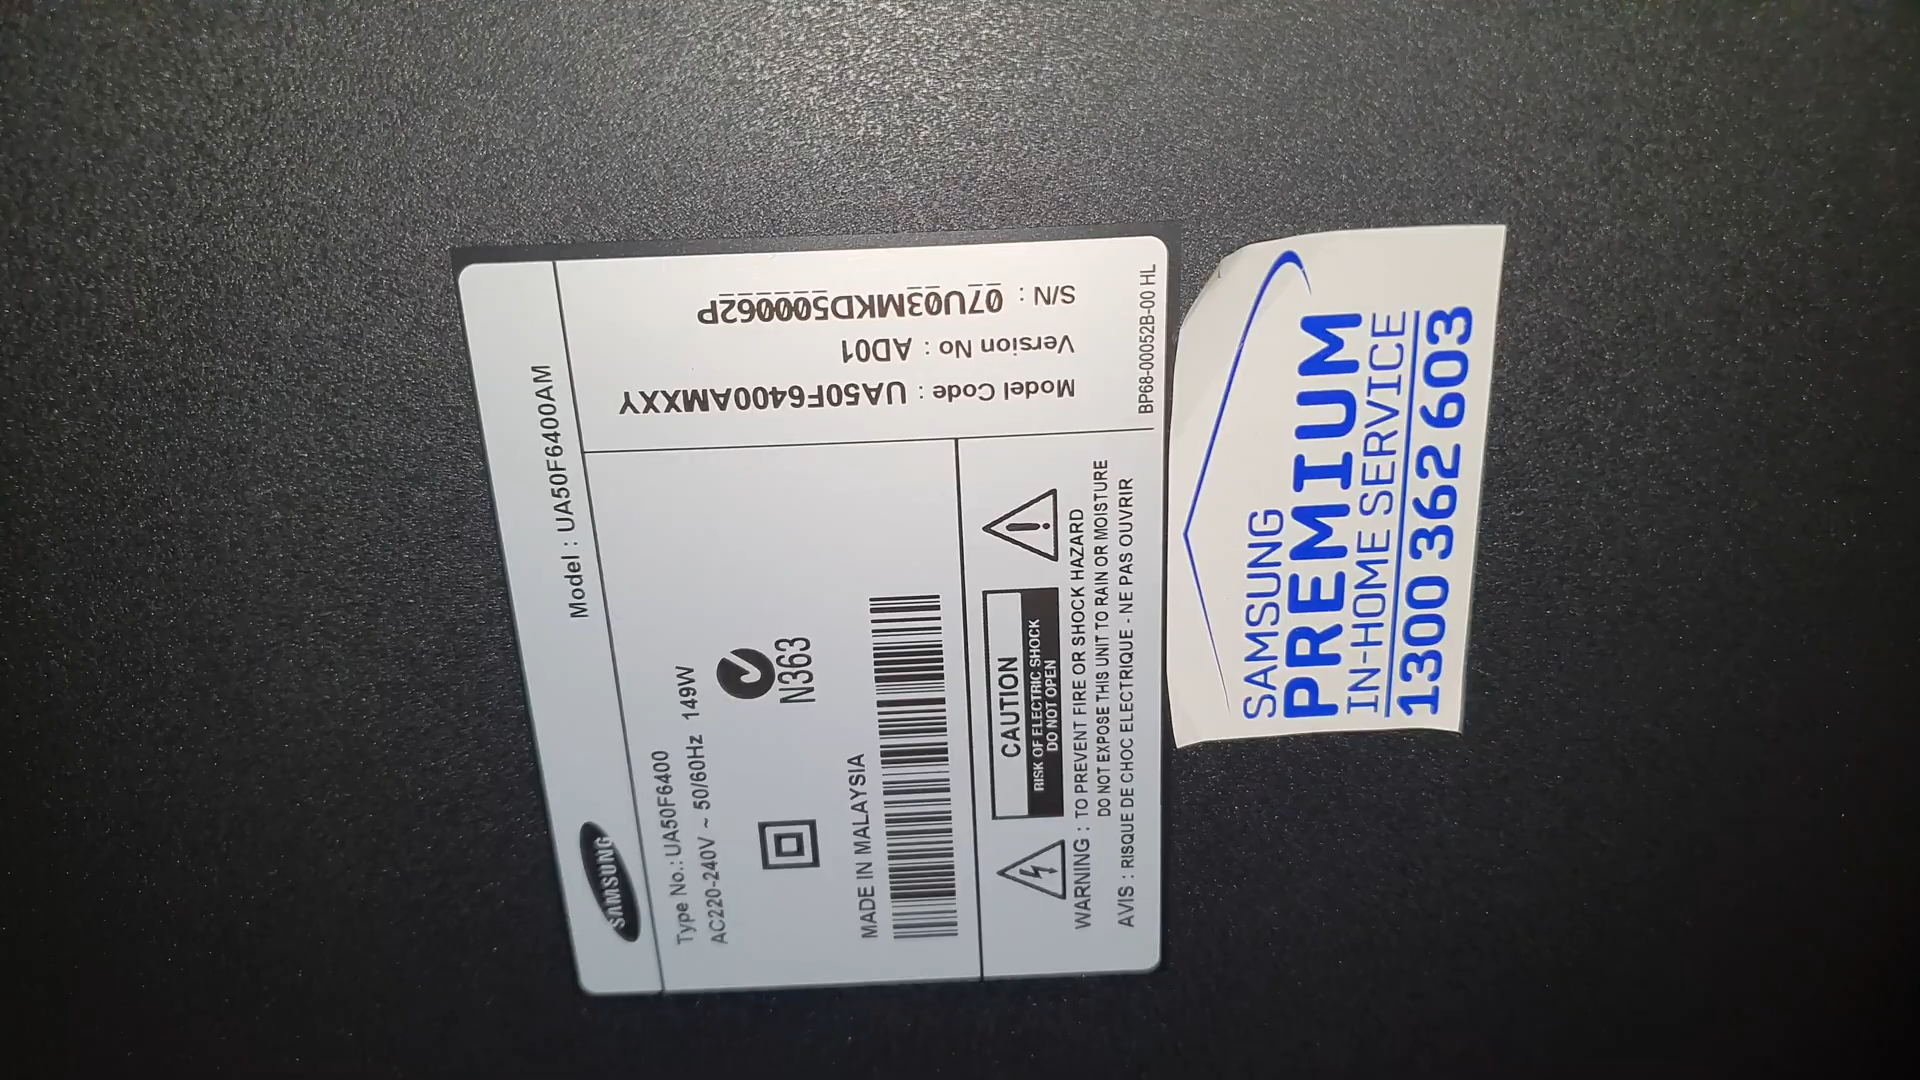 SAMSUNG
Model : UA50F6400AM
Type No.: UA50F6400
AC220-240V ~ 50/60Hz 149W
N363
MADE IN MALAYSIA
Model Code : UA50F6400AMXXY
Version No : AD01
S/N : 07U03MKD500062P
CAUTION
RISK OF ELECTRIC SHOCK
DO NOT OPEN
WARNING : TO PREVENT FIRE OR SHOCK HAZARD
DO NOT EXPOSE THIS UNIT TO RAIN OR MOISTURE
AVIS : RISQUE DE CHOC ELECTRIQUE - NE PAS OUVRIR
BP68-00052B-00 HL
SAMSUNG
PREMIUM
IN-HOME SERVICE
1300 362 603